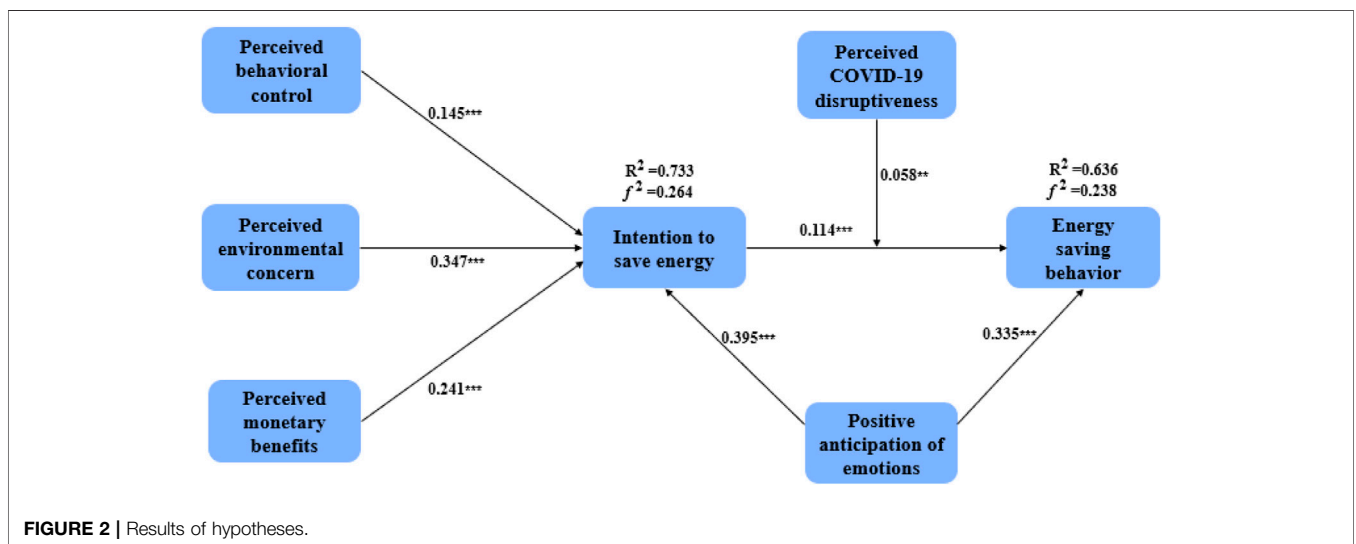 Perceived
behavioral
control
Perceived
COVID-19
disruptiveness
0.145***
R² =0.733
f² =0.264
0.058**
R² =0.636
f² =0.238
Perceived
environmental
concern
0.347***
Intention to
save energy
0.114***
Energy
saving
behavior
0.395***
0.335***
0.241***
Perceived
monetary
benefits
Positive
anticipation of
emotions
FIGURE 2 | Results of hypotheses.